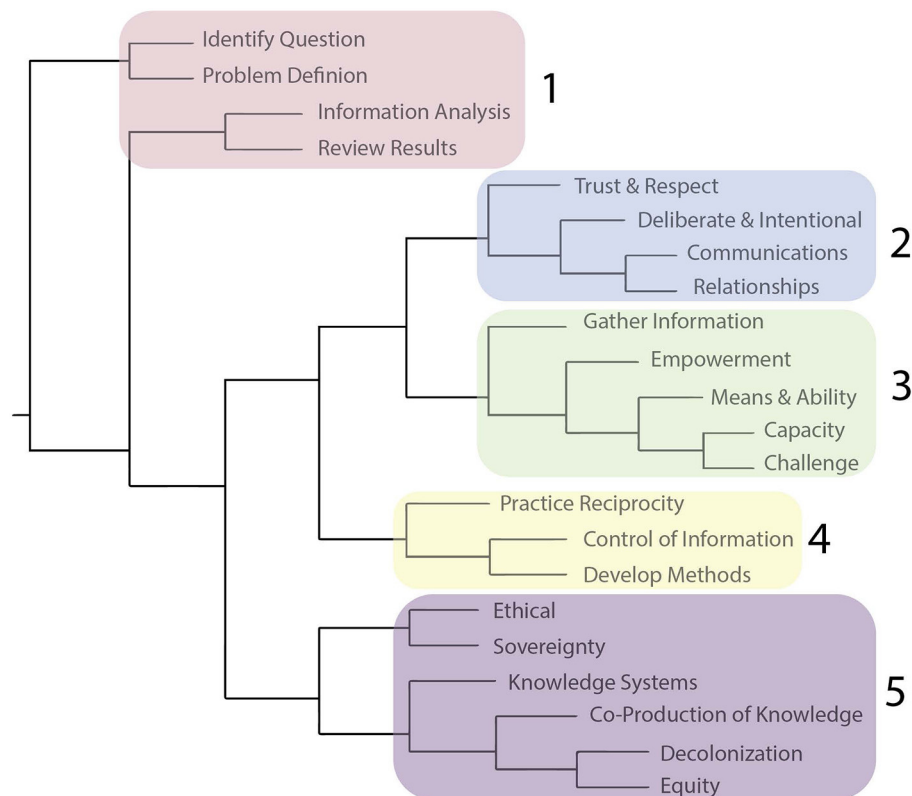 Identify Question
Problem Definion
1
Information Analysis
Review Results
Trust & Respect
Deliberate & Intentional
2
Communications
Relationships
Gather Information
Empowerment
3
Means & Ability
Capacity
Challenge
Practice Reciprocity
Control of Information
4
Develop Methods
Ethical
Sovereignty
Knowledge Systems
5
Co-Production of Knowledge
Decolonization
Equity